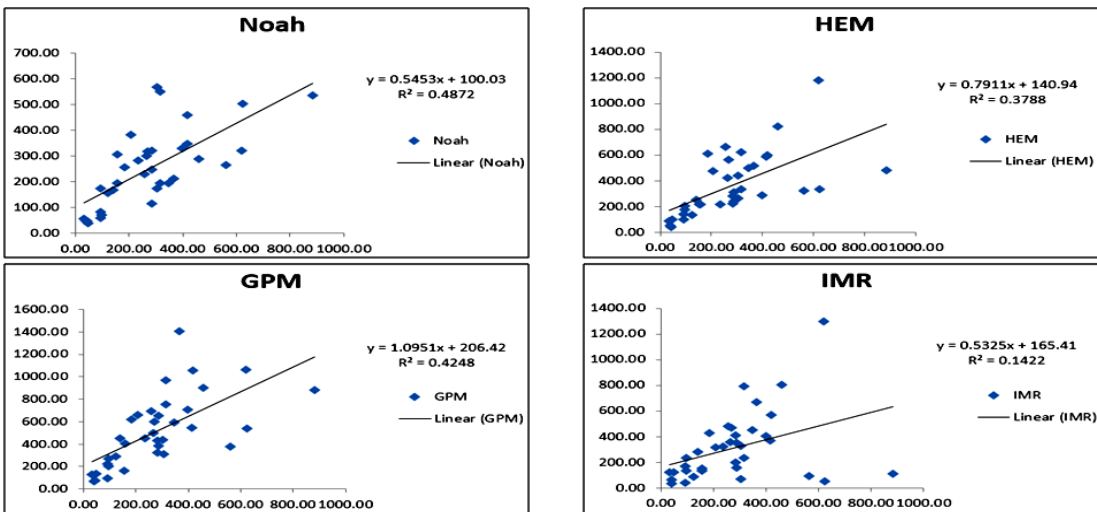 Noah
700.00
600.00
500.00
400.00
300.00
200.00
100.00
0.00
0.00 200.00 400.00 600.00 800.00 1000.00
y = 0.5453x + 100.03
R² = 0.4872
Noah
Linear (Noah)
HEM
1400.00
1200.00
1000.00
800.00
600.00
400.00
200.00
0.00
0.00 200.00 400.00 600.00 800.00 1000.00
y = 0.7911x + 140.94
R² = 0.3788
HEM
Linear (HEM)
GPM
1600.00
1400.00
1200.00
1000.00
800.00
600.00
400.00
200.00
0.00
0.00 200.00 400.00 600.00 800.00 1000.00
y = 1.0951x + 206.42
R² = 0.4248
GPM
Linear (GPM)
IMR
1400.00
1200.00
1000.00
800.00
600.00
400.00
200.00
0.00
0.00 200.00 400.00 600.00 800.00 1000.00
y = 0.5325x + 165.41
R² = 0.1422
IMR
Linear (IMR)